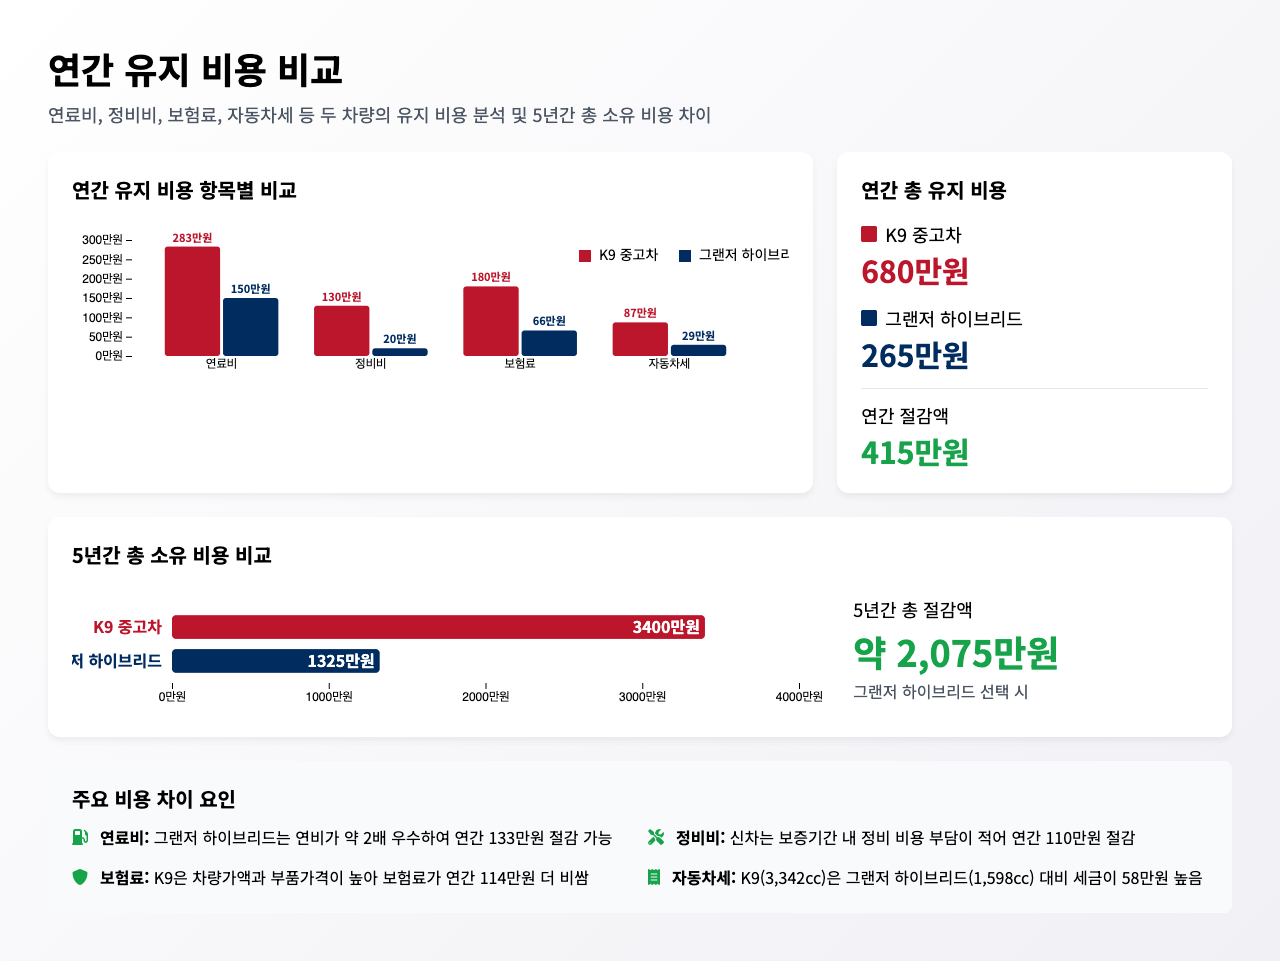 연간 유지 비용 비교
연료비, 정비비, 보험료, 자동차세 등 두 차량의 유지 비용 분석 및 5년간 총 소유 비용 차이
연간 유지 비용 항목별 비교
K9 중고차
그랜저 하이브리
300만원
250만원
200만원
150만원
100만원
50만원
0만원
283만원
150만원
130만원
20만원
180만원
66만원
87만원
29만원
연료비
정비비
보험료
자동차세
연간 총 유지 비용
K9 중고차
680만원
그랜저 하이브리드
265만원
연간 절감액
415만원
5년간 총 소유 비용 비교
K9 중고차
3400만원
저 하이브리드
1325만원
0만원
1000만원
2000만원
3000만원
4000만원
5년간 총 절감액
약 2,075만원
그랜저 하이브리드 선택 시
주요 비용 차이 요인
연료비: 그랜저 하이브리드는 연비가 약 2배 우수하여 연간 133만원 절감 가능
정비비: 신차는 보증기간 내 정비 비용 부담이 적어 연간 110만원 절감
보험료: K9은 차량가액과 부품가격이 높아 보험료가 연간 114만원 더 비쌈
자동차세: K9(3,342cc)은 그랜저 하이브리드(1,598cc) 대비 세금이 58만원 높음